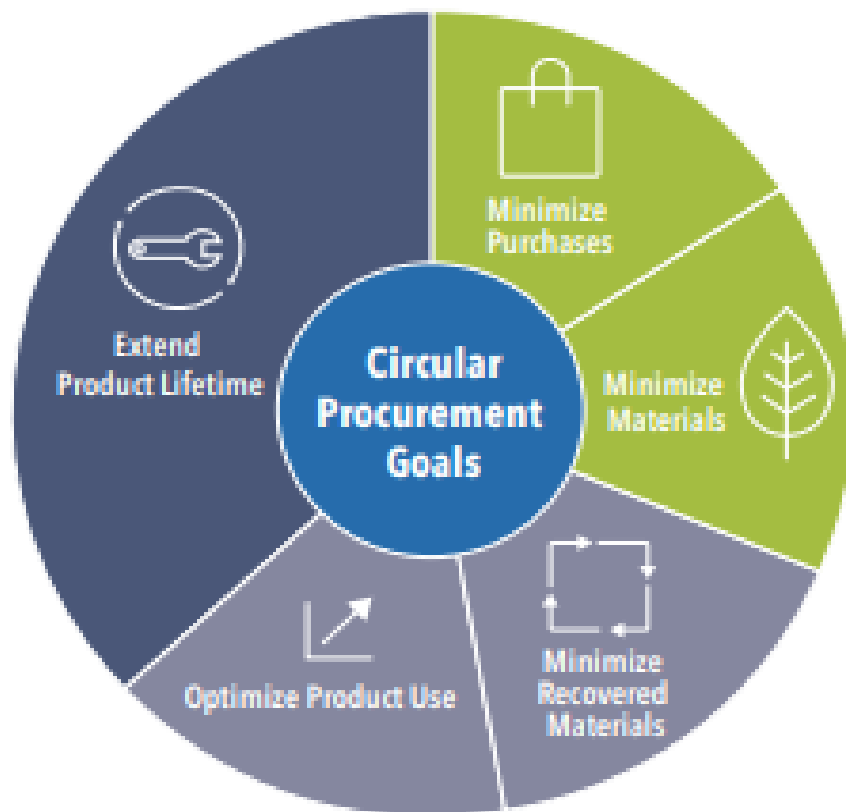 Circular
Procurement
Goals
Minimize
Purchases
Minimize
Materials
Minimize
Recovered
Materials
Optimize Product Use
Extend
Product Lifetime